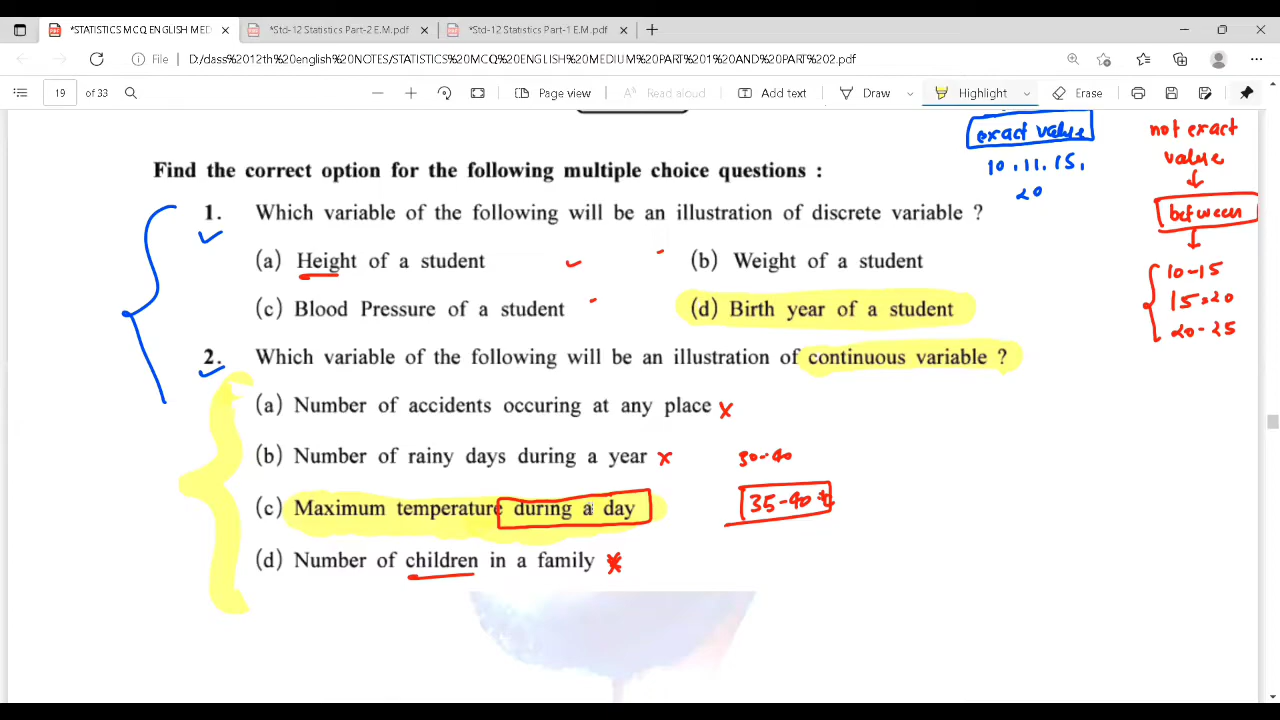 *STATISTICS MCQ ENGLISH MED
*Std-12 Statistics Part-2 E.M.pdf
*Std-12 Statistics Part-1 E.M.pdf
File
D:/class%2012th%20english%20NOTES/STATISTICS%20MCQ%20ENGLISH%20MEDIUM%20PART%201%20AND%20PART%202.pdf
19 of 33
Page view
Read aloud
Add text
Draw
Highlight
Erase
exact value
10, 11, 15,
20
not exact
value
between
10-15
15-20
20-25
Find the correct option for the following multiple choice questions :
1. Which variable of the following will be an illustration of discrete variable ?
(a) Height of a student
(b) Weight of a student
(c) Blood Pressure of a student
(d) Birth year of a student
2. Which variable of the following will be an illustration of continuous variable ?
(a) Number of accidents occuring at any place
(b) Number of rainy days during a year
30-40
(c) Maximum temperature during a day
35-40
(d) Number of children in a family